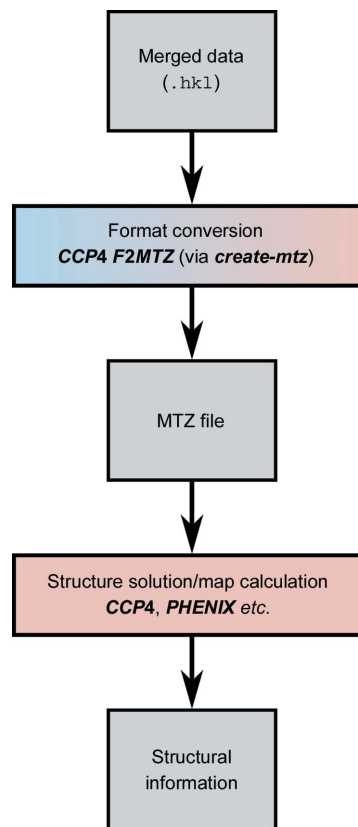 Merged data
(.hkl)
Format conversion
CCP4 F2MTZ (via create-mtz)
MTZ file
Structure solution/map calculation
CCP4, PHENIX etc.
Structural
information